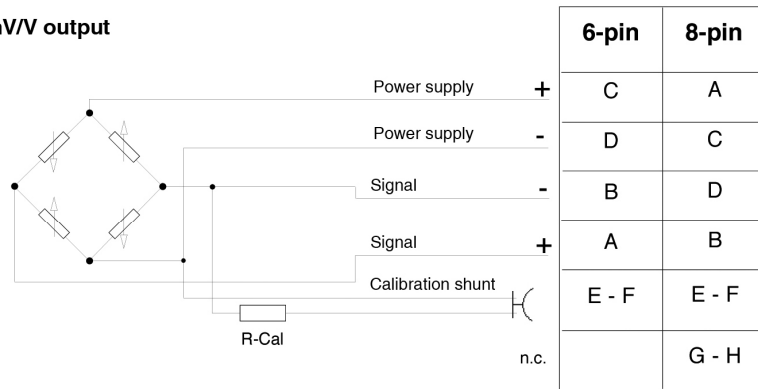 mV/V output
6-pin 8-pin
Power supply + C A
Power supply - D C
Signal - B D
Signal + A B
Calibration shunt E - F E - F
R-Cal
n.c. G - H